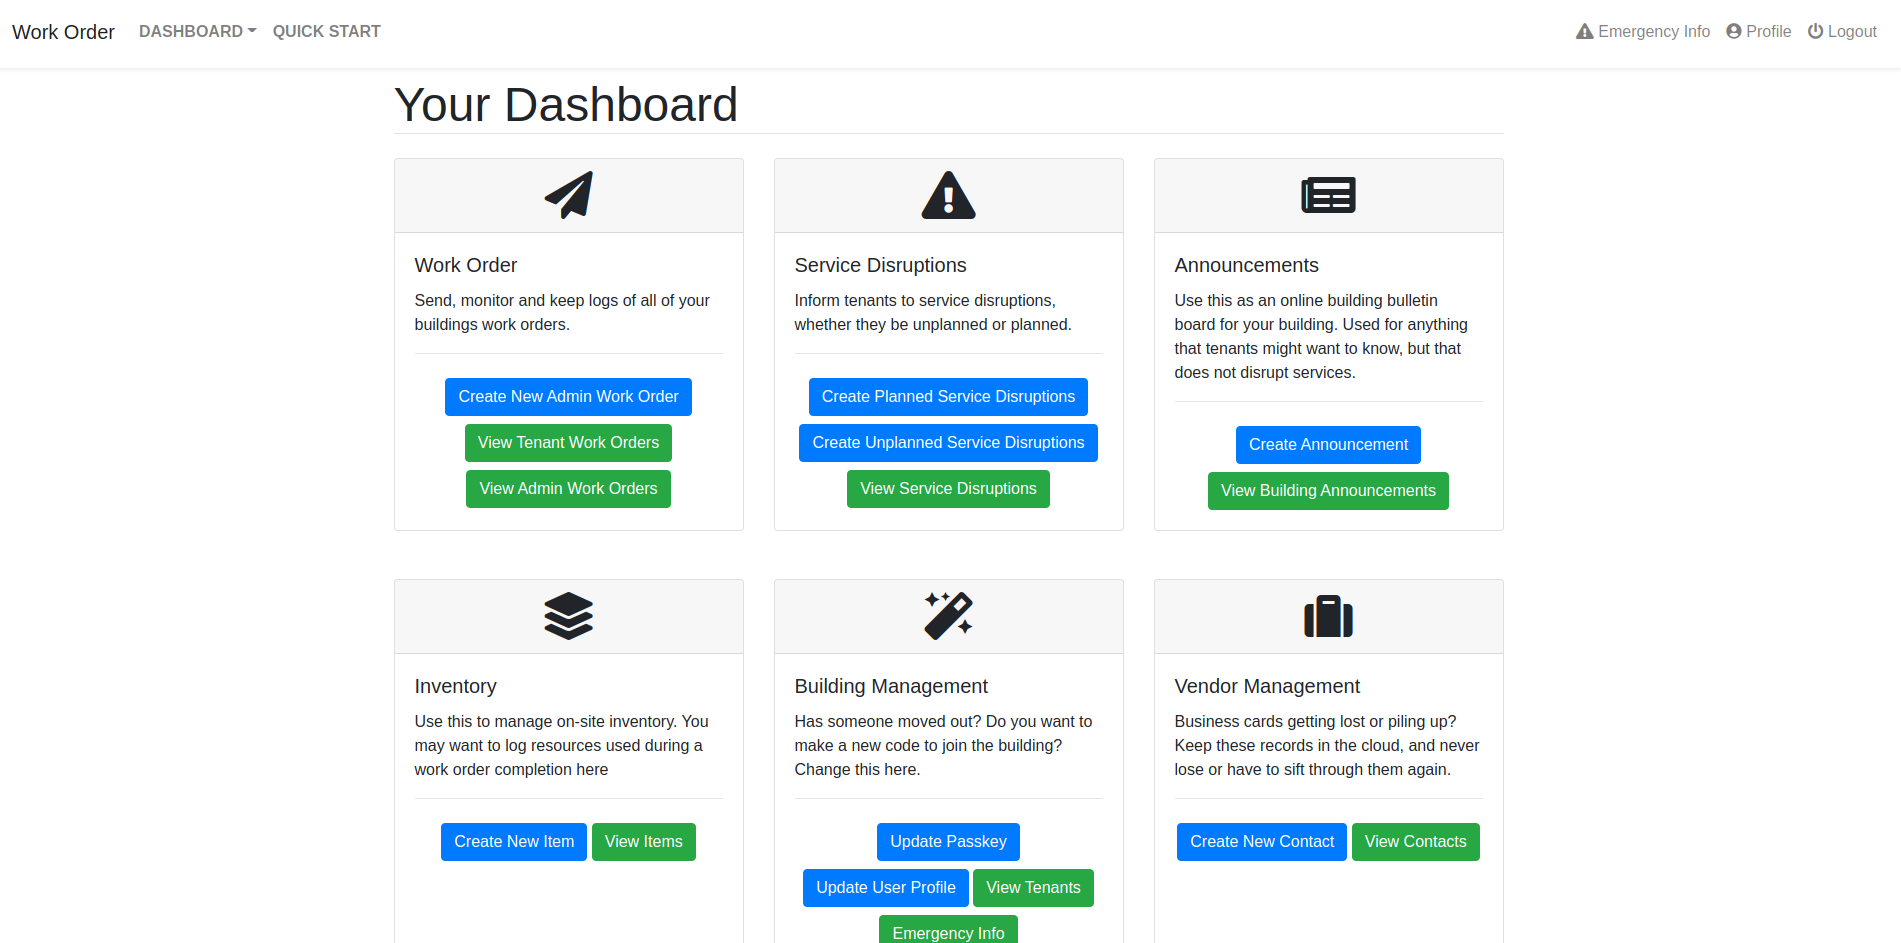 Work Order DASHBOARD QUICK START Emergency Info Profile Logout
Your Dashboard
Work Order
Send, monitor and keep logs of all of your
buildings work orders.
Create New Admin Work Order
View Tenant Work Orders
View Admin Work Orders
Service Disruptions
Inform tenants to service disruptions,
whether they be unplanned or planned.
Create Planned Service Disruptions
Create Unplanned Service Disruptions
View Service Disruptions
Announcements
Use this as an online building bulletin
board for your building. Used for anything
that tenants might want to know, but that
does not disrupt services.
Create Announcement
View Building Announcements
Inventory
Use this to manage on-site inventory. You
may want to log resources used during a
work order completion here
Create New Item View Items
Building Management
Has someone moved out? Do you want to
make a new code to join the building?
Change this here.
Update Passkey
Update User Profile View Tenants
Emergency Info
Vendor Management
Business cards getting lost or piling up?
Keep these records in the cloud, and never
lose or have to sift through them again.
Create New Contact View Contacts